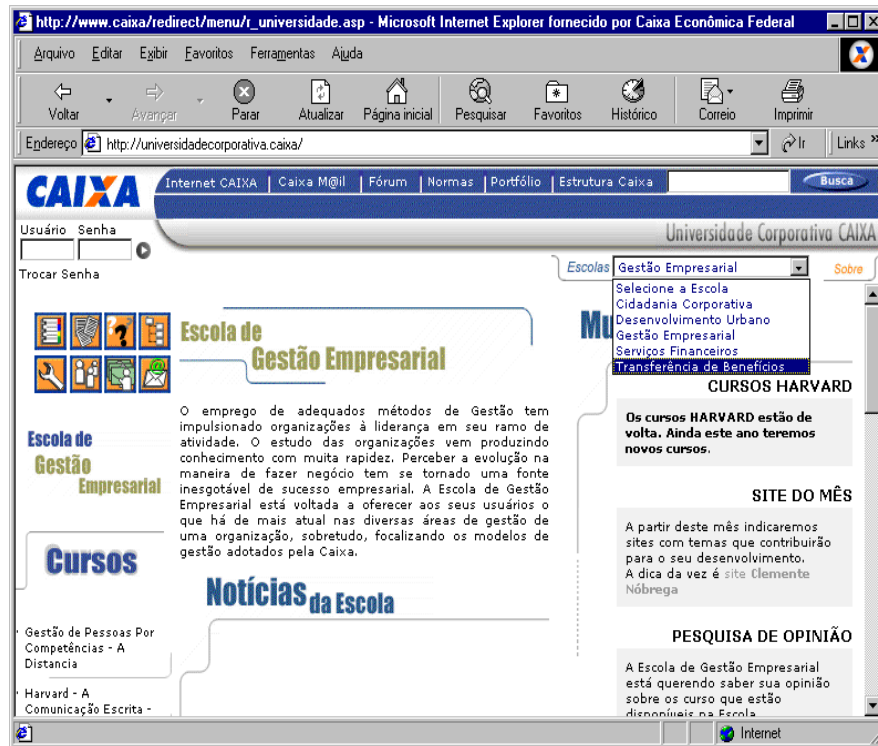 http://www.caixa/redirect/menu/r_universidade.asp - Microsoft Internet Explorer fornecido por Caixa Econômica Federal
Arquivo Editar Exibir Favoritos Ferramentas Ajuda
Voltar Avançar Parar Atualizar Página inicial Pesquisar Favoritos Histórico Correio Imprimir
Endereço http://universidadecorporativa.caixa/ Ir Links »
CAIXA
Internet CAIXA | Caixa M@il | Fórum | Normas | Portfólio | Estrutura Caixa Busca
Usuário Senha
Universidade Corporativa CAIXA
Trocar Senha
Escolas Gestão Empresarial Sobre
Selecione a Escola
Cidadania Corporativa
Desenvolvimento Urbano
Gestão Empresarial
Serviços Financeiros
Transferência de Benefícios
Mu
Escola de
Gestão Empresarial
O emprego de adequados métodos de Gestão tem
impulsionado organizações à liderança em seu ramo de
atividade. O estudo das organizações vem produzindo
conhecimento com muita rapidez. Perceber a evolução na
maneira de fazer negócio tem se tornado uma fonte
inesgotável de sucesso empresarial. A Escola de Gestão
Empresarial está voltada a oferecer aos seus usuários o
que há de mais atual nas diversas áreas de gestão de
uma organização, sobretudo, focalizando os modelos de
gestão adotados pela Caixa.
Notícias da Escola
Escola de
Gestão
Empresarial
Cursos
Gestão de Pessoas Por
Competências - A
Distancia
Harvard - A
Comunicação Escrita -
CURSOS HARVARD
Os cursos HARVARD estão de
volta. Ainda este ano teremos
novos cursos.
SITE DO MÊS
A partir deste mês indicaremos
sites com temas que contribuirão
para o seu desenvolvimento.
A dica da vez é site Clemente
Nóbrega
PESQUISA DE OPINIÃO
A Escola de Gestão Empresarial
está querendo saber sua opinião
sobre os curso que estão
disponíveis na Escola
Internet